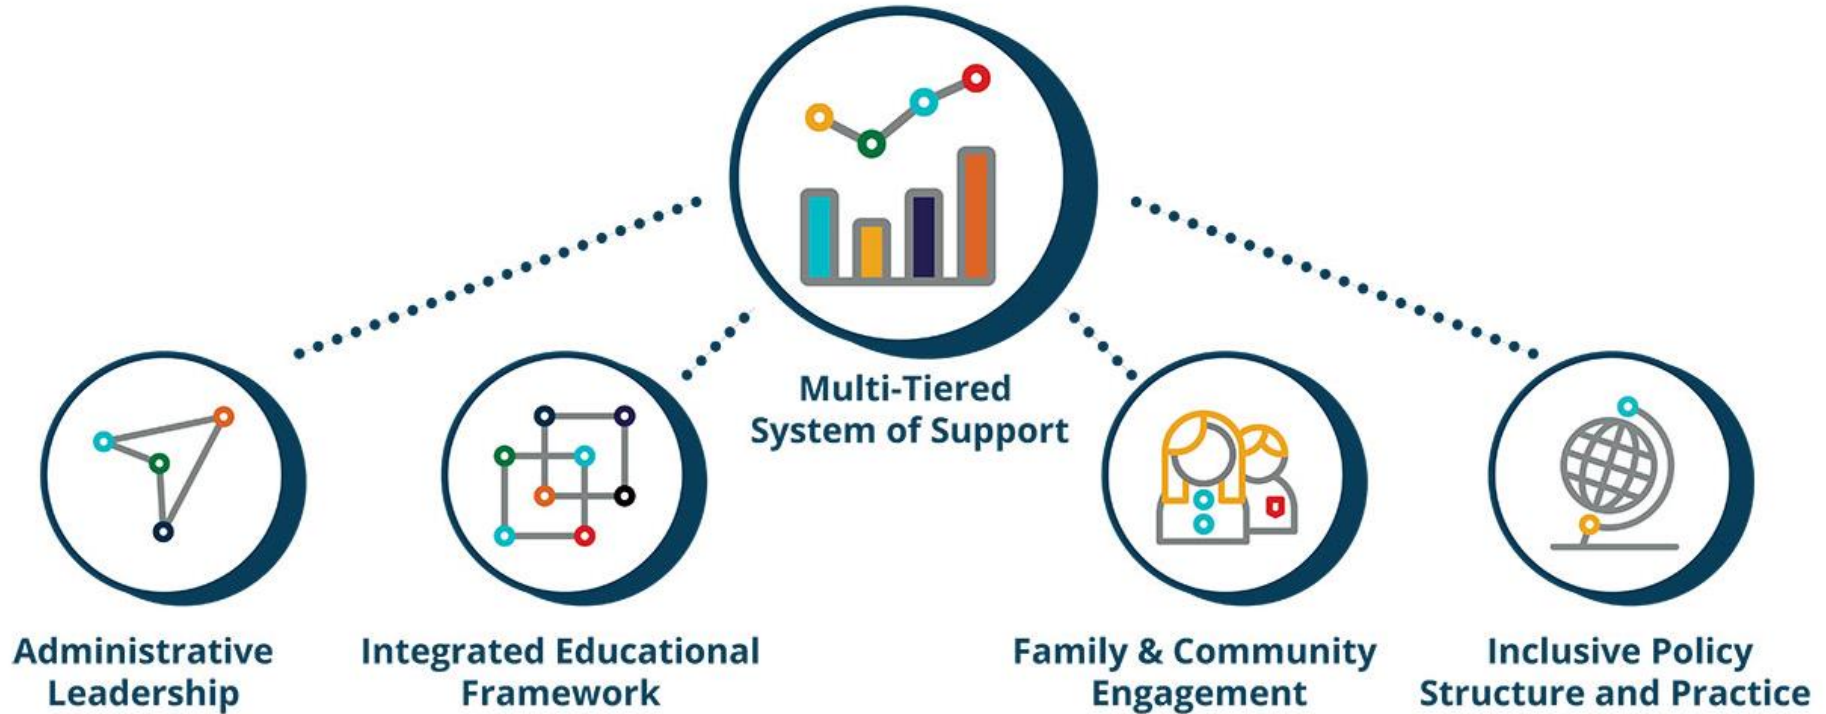 Multi-Tiered
System of Support
Administrative
Leadership
Integrated Educational
Framework
Family & Community
Engagement
Inclusive Policy
Structure and Practice